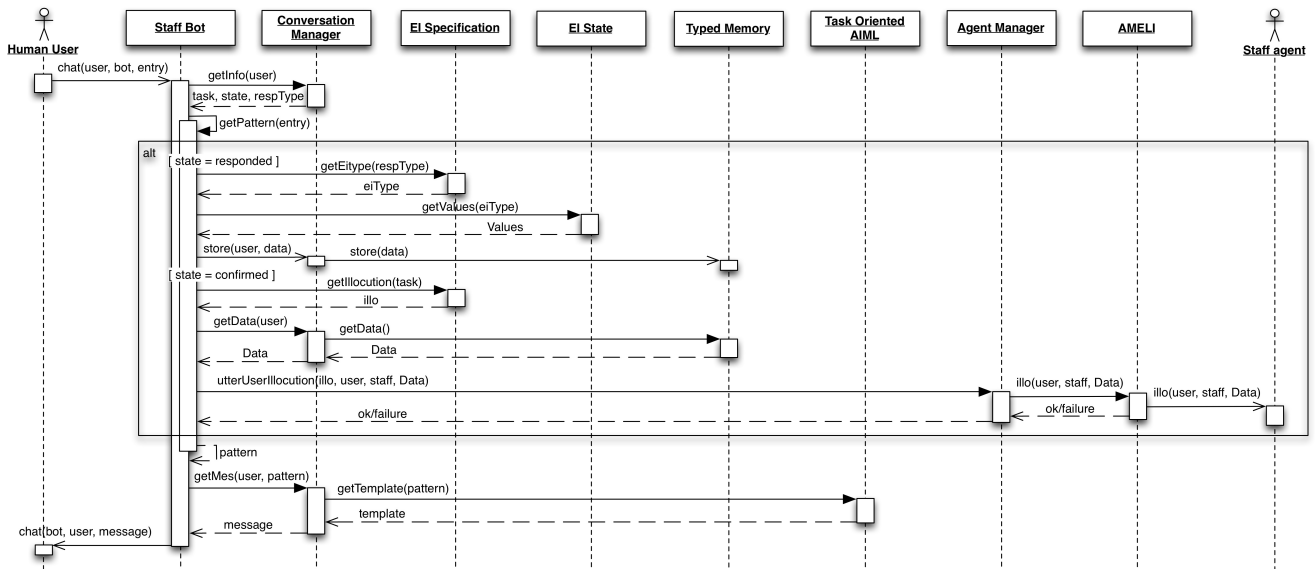 Human User
Staff Bot
Conversation
Manager
EI Specification
EI State
Typed Memory
Task Oriented
AIML
Agent Manager
AMELI
Staff agent
chat(user, bot, entry)
getInfo(user)
task, state, respType
getPattern(entry)
alt
[ state = responded ]
getEitype(respType)
eiType
getValues(eiType)
Values
store(user, data)
store(data)
[ state = confirmed ]
getIllocution(task)
illo
getData(user)
getData()
Data
Data
utterUserIllocution(illo, user, staff, Data)
illo(user, staff, Data)
illo(user, staff, Data)
ok/failure
ok/failure
pattern
getMes(user, pattern)
getTemplate(pattern)
template
message
chat(bot, user, message)